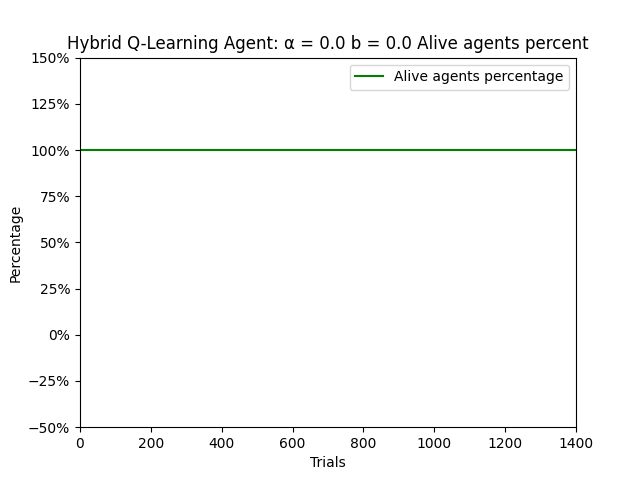 Hybrid Q-Learning Agent: α = 0.0 b = 0.0 Alive agents percent
Alive agents percentage
150%
125%
100%
75%
50%
25%
0%
−25%
−50%
Percentage
0 200 400 600 800 1000 1200 1400
Trials